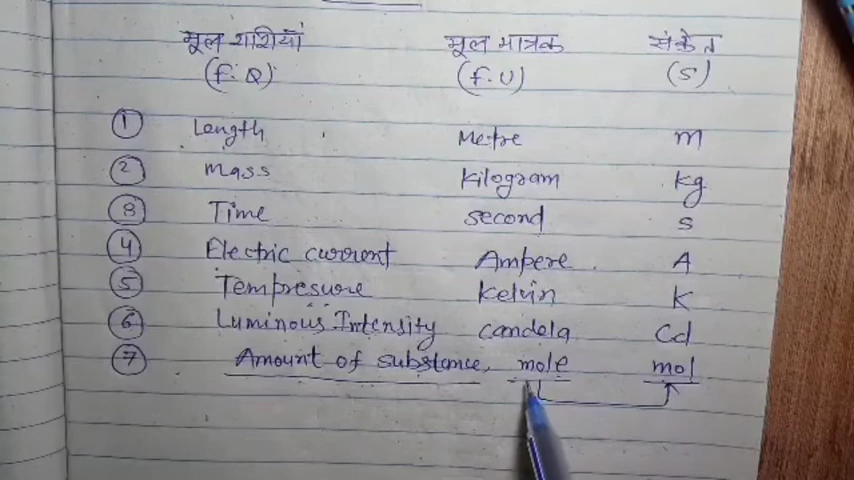 मूल राशियाँ मूल मात्रक संकेत
(f.Q) (f.U) (S)
1 Length Metre m
2 Mass Kilogram kg
3 Time second s
4 Electric current Ampere A
5 Tempresure Kelvin K
6 Luminous Intensity candela Cd
7 Amount of substance, mole mol